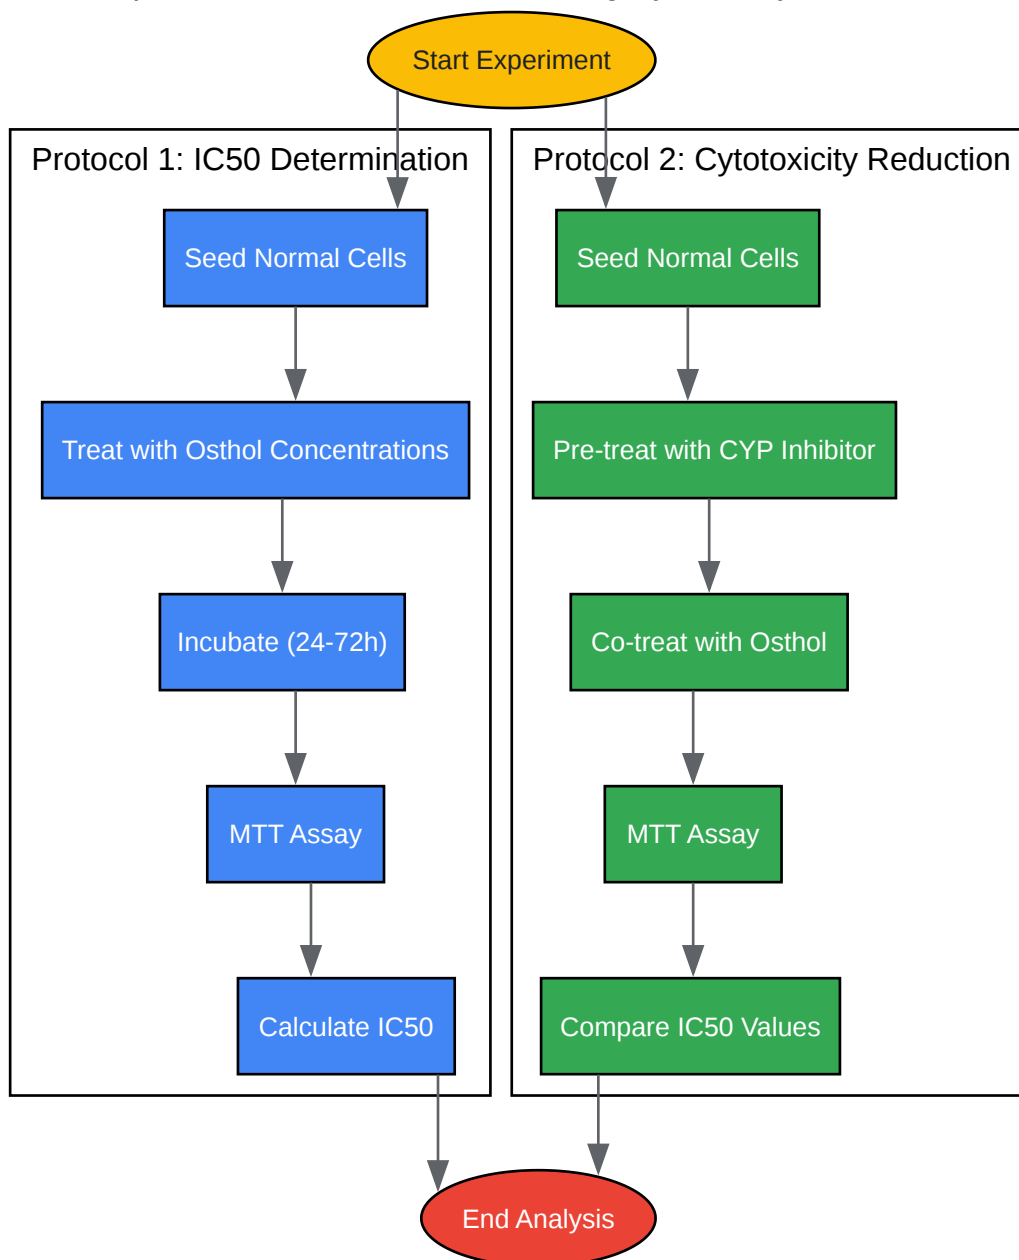 Start Experiment
Protocol 1: IC50 Determination
Seed Normal Cells
Treat with Osthol Concentrations
Incubate (24-72h)
MTT Assay
Calculate IC50
Protocol 2: Cytotoxicity Reduction
Seed Normal Cells
Pre-treat with CYP Inhibitor
Co-treat with Osthol
MTT Assay
Compare IC50 Values
End Analysis